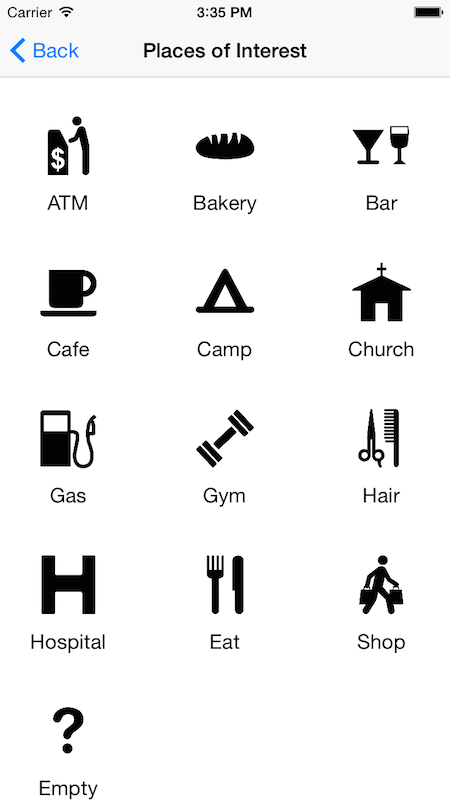 Carrier 3:35 PM
Back Places of Interest
$
ATM Bakery Bar
Cafe Camp Church
Gas Gym Hair
H
Hospital Eat Shop
?
Empty